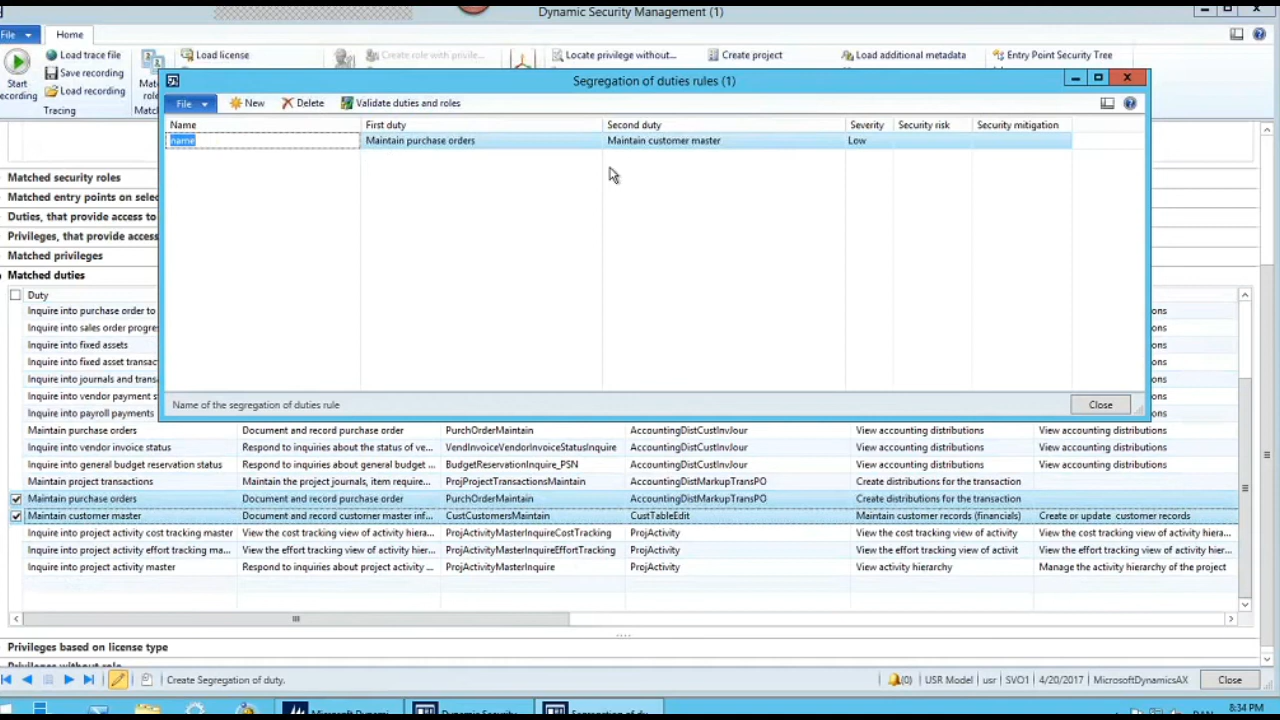 Dynamic Security Management (1)
File
Home
Load trace file
Load license
Create role with privile...
Locate privilege without...
Create project
Load additional metadata
Entry Point Security Tree
Start
Save recording
Load recording
Tracing
Segregation of duties rules (1)
File
New
Delete
Validate duties and roles
Name First duty Second duty Severity Security risk Security mitigation
name Maintain purchase orders Maintain customer master Low
Name of the segregation of duties rule
Close
Matched security roles
Matched entry points on selec
Duties, that provide access to
Privileges, that provide access
Matched privileges
Matched duties
Duty
Inquire into purchase order to
Inquire into sales order progres
Inquire into fixed assets
Inquire into fixed asset transac
Inquire into journals and trans
Inquire into vendor payment s
Inquire into payroll payments
Maintain purchase orders Document and record purchase order PurchOrderMaintain AccountingDistCustInvJour View accounting distributions View accounting distributions
Inquire into vendor invoice status Respond to inquiries about the status of ve... VendInvoiceVendorInvoiceStatusInquire AccountingDistCustInvJour View accounting distributions View accounting distributions
Inquire into general budget reservation status Respond to inquiries about general budget ... BudgetReservationInquire_PSN AccountingDistCustInvJour View accounting distributions View accounting distributions
Maintain project transactions Maintain the project journals, item require... ProjProjectTransactionsMaintain AccountingDistMarkupTransPO Create distributions for the transaction
Maintain purchase orders Document and record purchase order PurchOrderMaintain AccountingDistMarkupTransPO Create distributions for the transaction
Maintain customer master Document and record customer master inf... CustCustomersMaintain CustTableEdit Maintain customer records (financials) Create or update customer records
Inquire into project activity cost tracking master View the cost tracking view of activity hiera... ProjActivityMasterInquireCostTracking ProjActivity View the cost tracking view of activity View the cost tracking view of activity hiera...
Inquire into project activity effort tracking ma... View the effort tracking view of activity hi... ProjActivityMasterInquireEffortTracking ProjActivity View the effort tracking view of activit View the effort tracking view of activity hier...
Inquire into project activity master Respond to inquiries about project activity ... ProjActivityMasterInquire ProjActivity View activity hierarchy Manage the activity hierarchy of the project
Privileges based on license type
Privileges without role
Create Segregation of duty.
(0) USR Model usr SVO1 4/20/2017 MicrosoftDynamicsAX
Close
8:34 PM